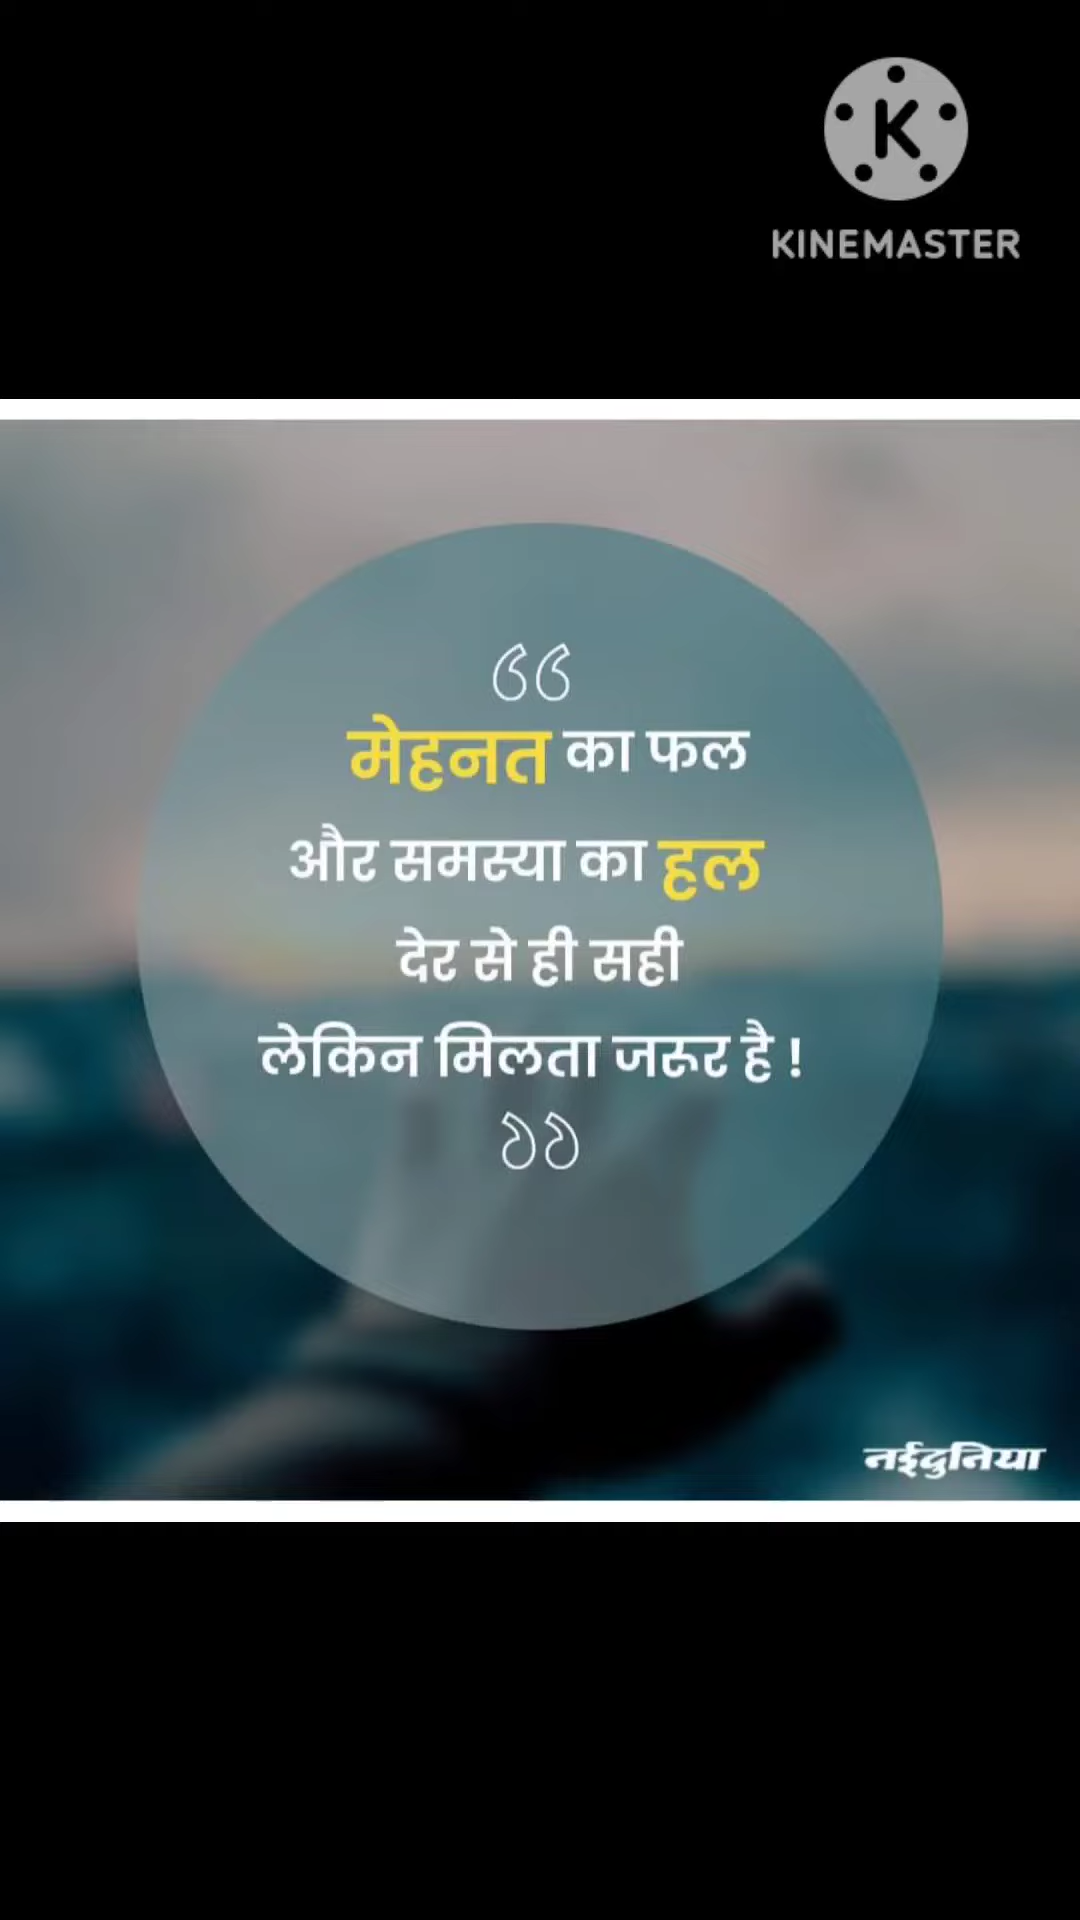 KINEMASTER
“
मेहनत का फल
और समस्या का हल
देर से ही सही
लेकिन मिलता जरूर है !
”
नईदुनिया